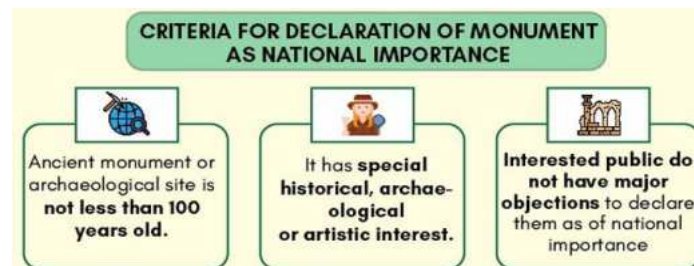 CRITERIA FOR DECLARATION OF MONUMENT
AS NATIONAL IMPORTANCE
Ancient monument or
archaeological site is
not less than 100
years old.
It has special
historical, archae-
ological
or artistic interest.
Interested public do
not have major
objections to declare
them as of national
importance